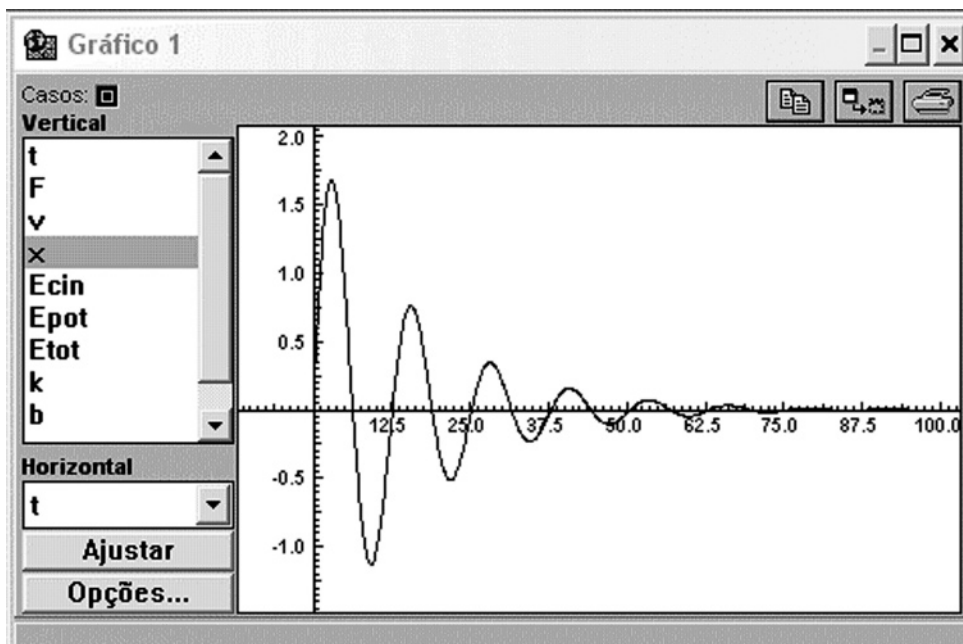 Gráfico 1
Casos:
Vertical
t
F
v
x
Ecin
Epot
Etot
k
b
Horizontal
t
Ajustar
Opções...
2.0
1.5
1.0
0.5
12.5 25.0 37.5 50.0 62.5 75.0 87.5 100.0
-0.5
-1.0